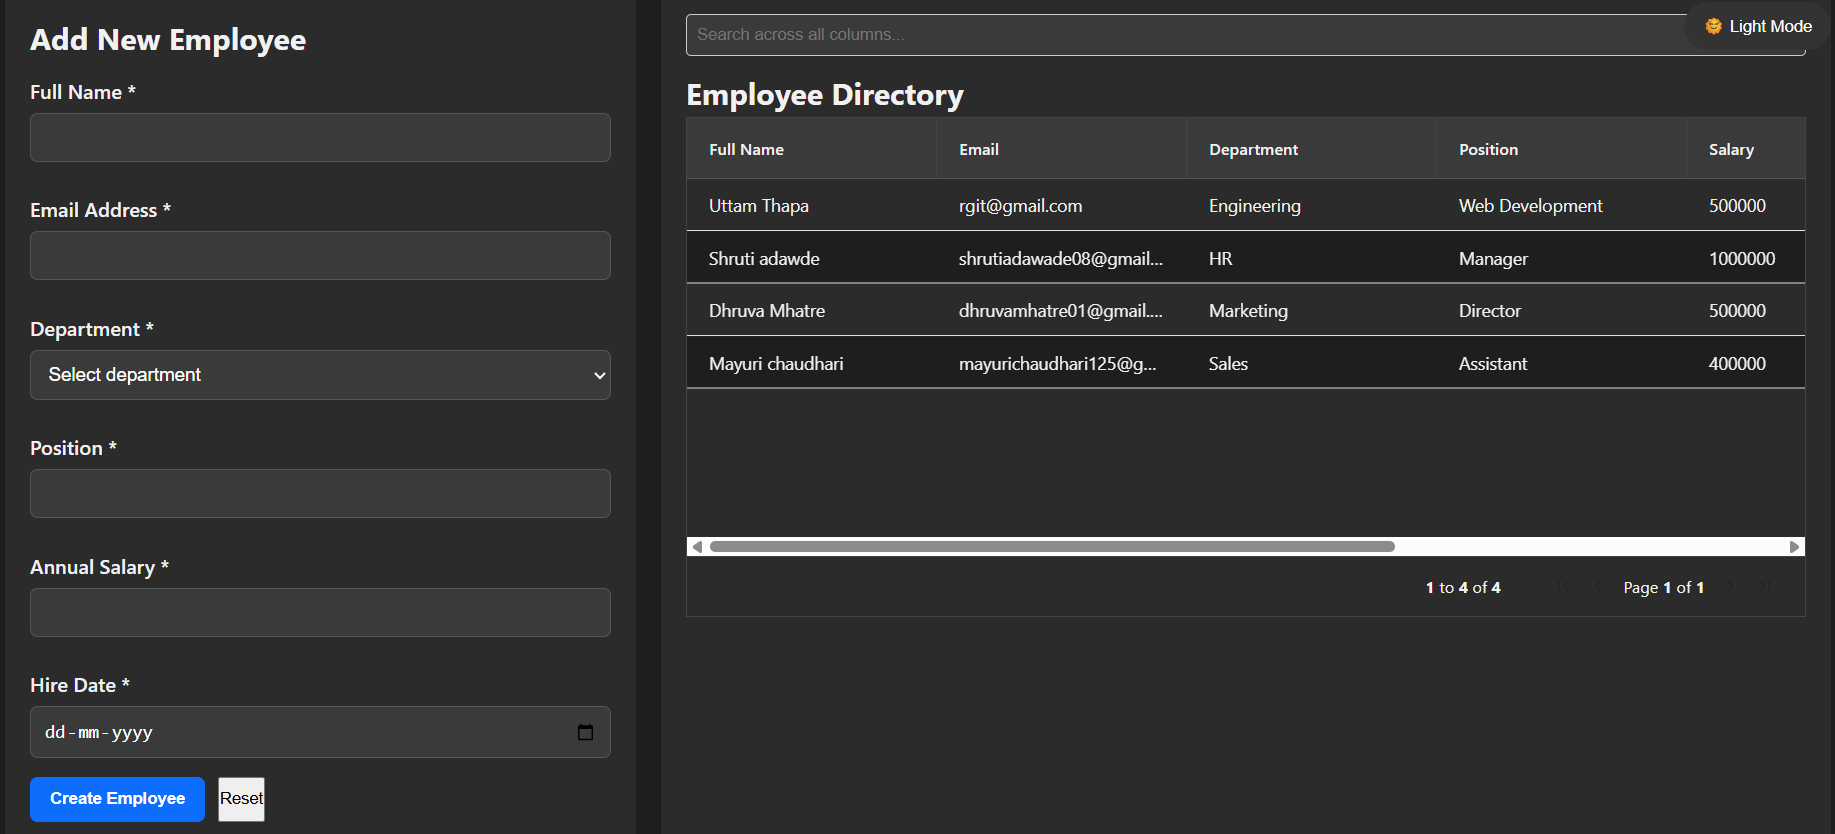 Add New Employee
Full Name *
Email Address *
Department *
Select department
Position *
Annual Salary *
Hire Date *
dd-mm-yyyy
Create Employee Reset
Search across all columns...
🌞 Light Mode
Employee Directory
Full Name Email Department Position Salary
Uttam Thapa rgit@gmail.com Engineering Web Development 500000
Shruti adawde shrutiadawade08@gmail... HR Manager 1000000
Dhruva Mhatre dhruvamhatre01@gmail.... Marketing Director 500000
Mayuri chaudhari mayurichaudhari125@g... Sales Assistant 400000
1 to 4 of 4 Page 1 of 1